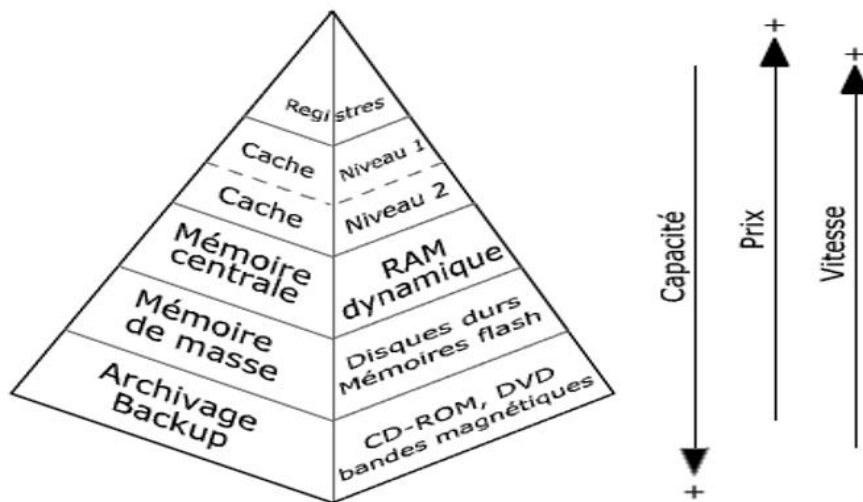 Registres
Cache
Niveau 1
Cache
Niveau 2
Mémoire
centrale
RAM
dynamique
Mémoire
de masse
Disques durs
Mémoires flash
Archivage
Backup
CD-ROM, DVD
bandes magnétiques
Capacité
+
Prix
+
Vitesse
+